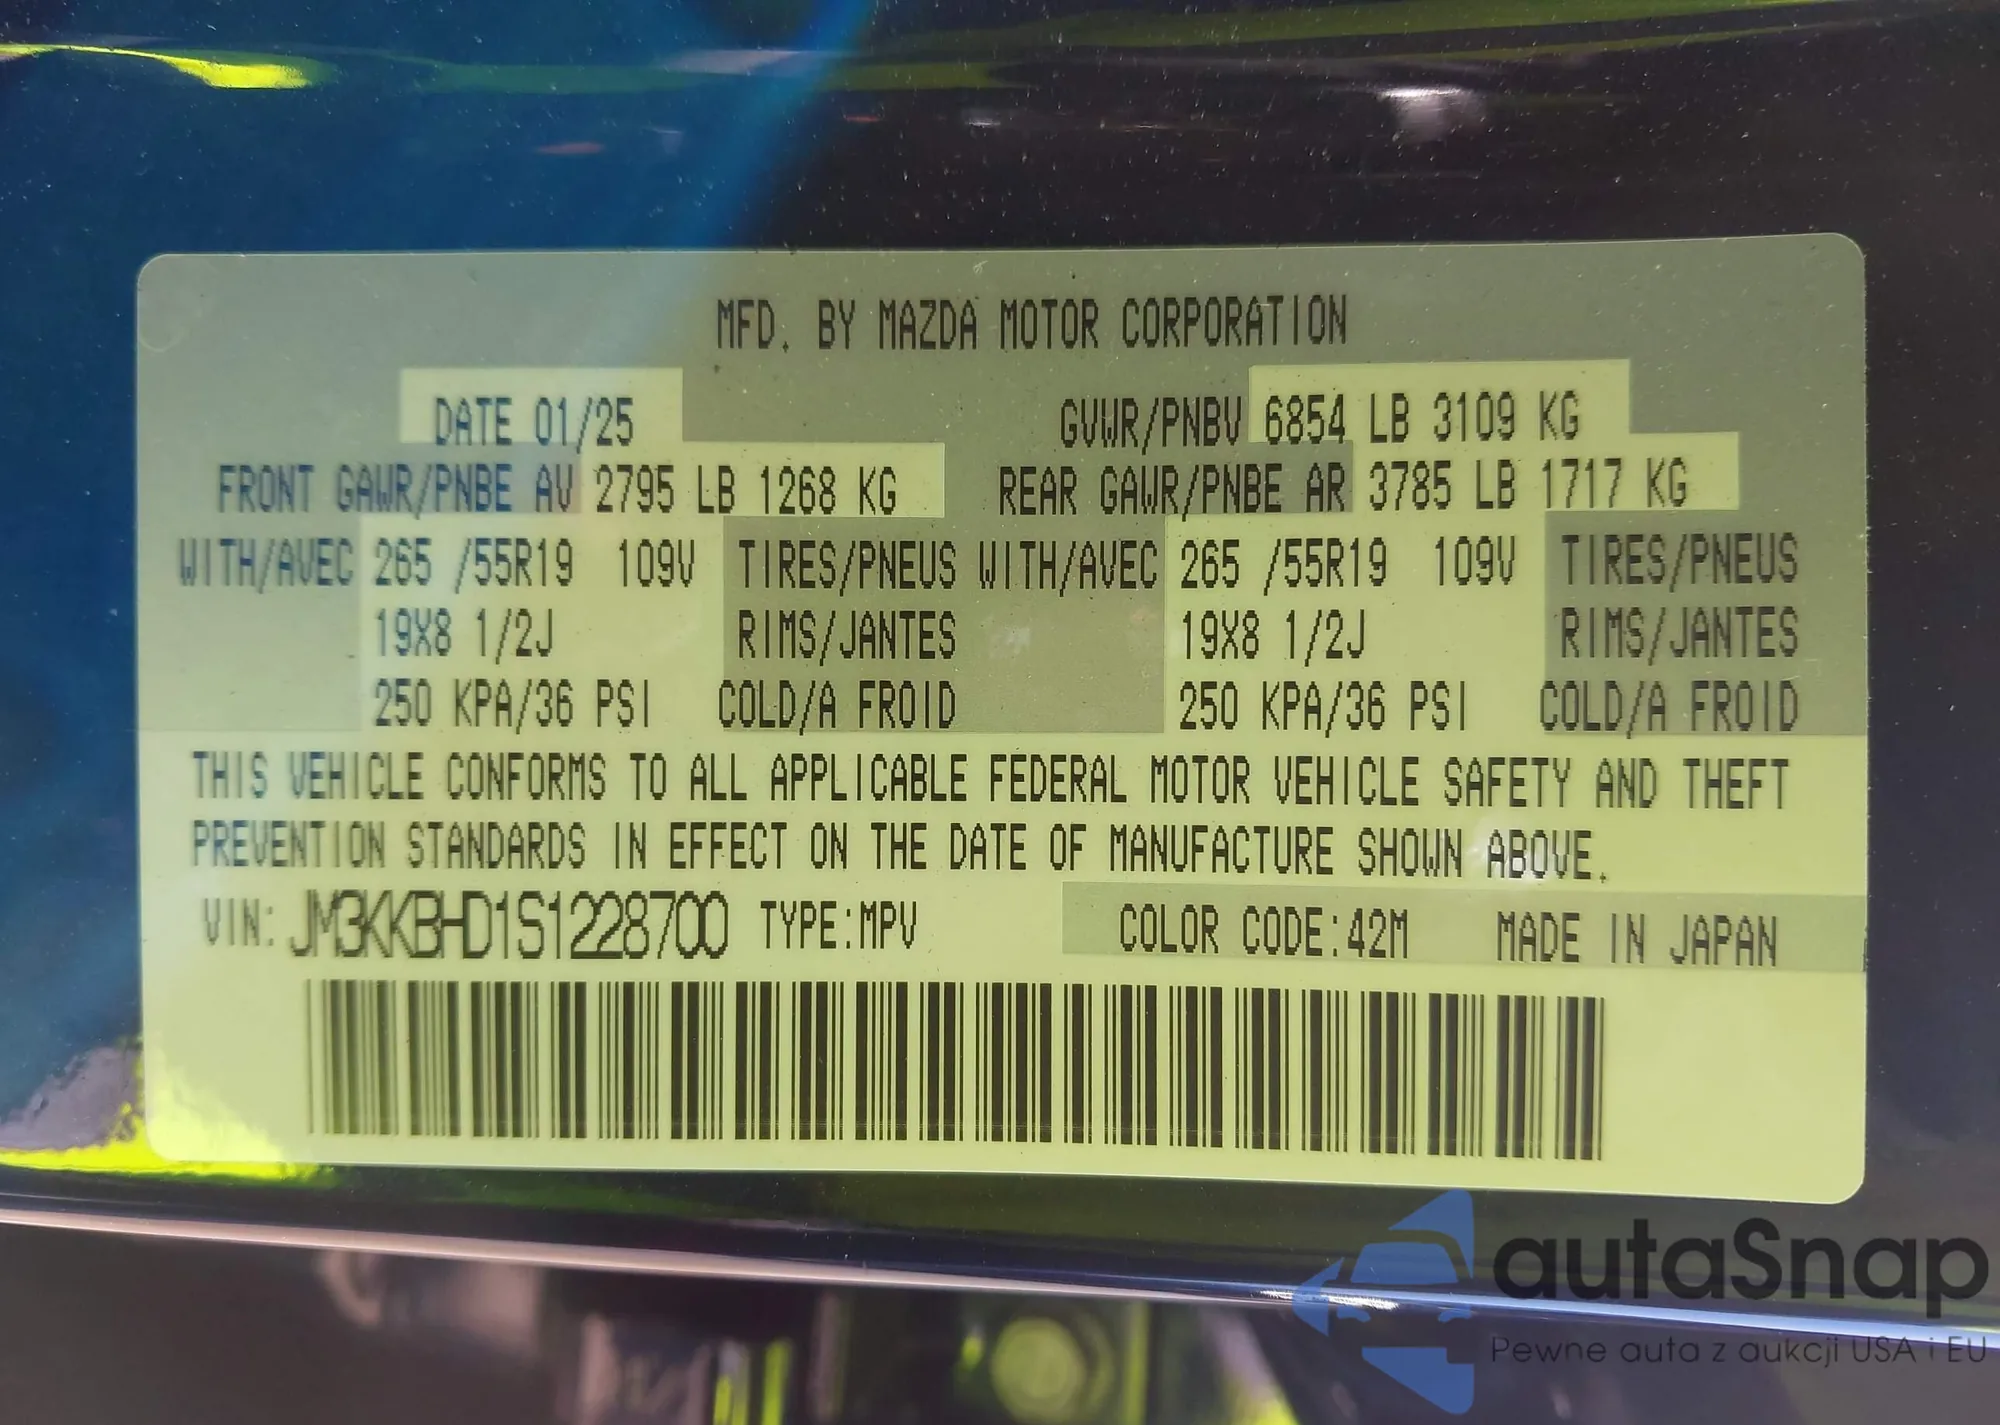 MFD. BY MAZDA MOTOR CORPORATION
DATE 01/25 GVWR/PNBV 6854 LB 3109 KG
FRONT GAWR/PNBE AV 2795 LB 1268 KG REAR GAWR/PNBE AR 3785 LB 1717 KG
WITH/AVEC 265 /55R19 109V TIRES/PNEUS WITH/AVEC 265 /55R19 109V TIRES/PNEUS
19X8 1/2J RIMS/JANTES 19X8 1/2J RIMS/JANTES
250 KPA/36 PSI COLD/A FROID 250 KPA/36 PSI COLD/A FROID
THIS VEHICLE CONFORMS TO ALL APPLICABLE FEDERAL MOTOR VEHICLE SAFETY AND THEFT
PREVENTION STANDARDS IN EFFECT ON THE DATE OF MANUFACTURE SHOWN ABOVE.
VIN: JM3KKBHD1S1228700 TYPE:MPV COLOR CODE:42M MADE IN JAPAN
autaSnap
Pewne auta z aukcji USA i EU